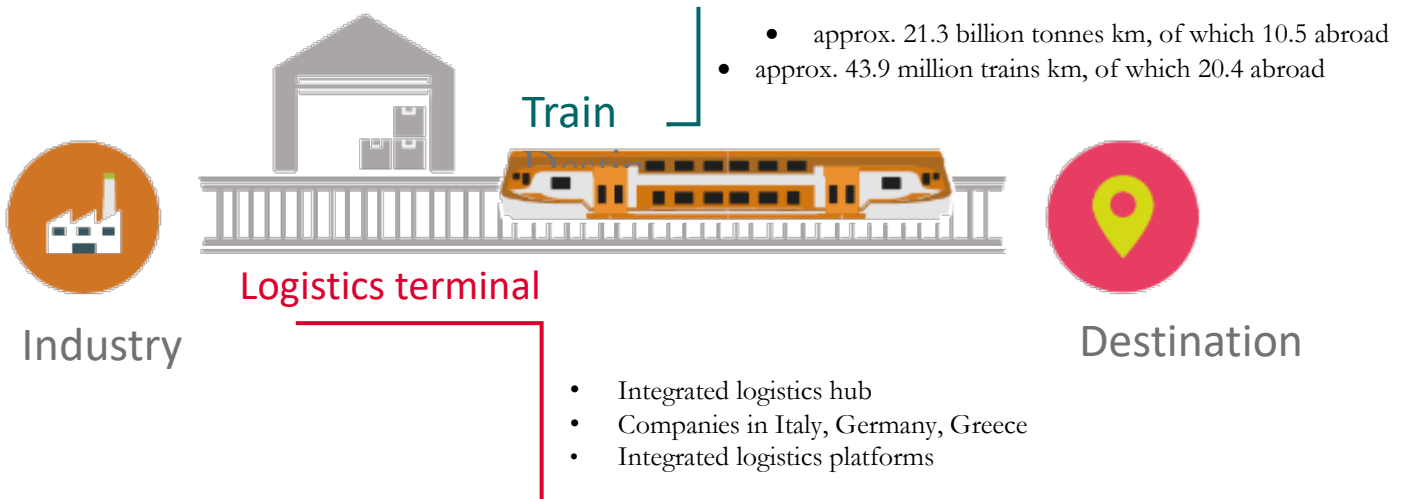 • approx. 21.3 billion tonnes km, of which 10.5 abroad
• approx. 43.9 million trains km, of which 20.4 abroad
Train
Logistics terminal
Industry
Destination
• Integrated logistics hub
• Companies in Italy, Germany, Greece
• Integrated logistics platforms